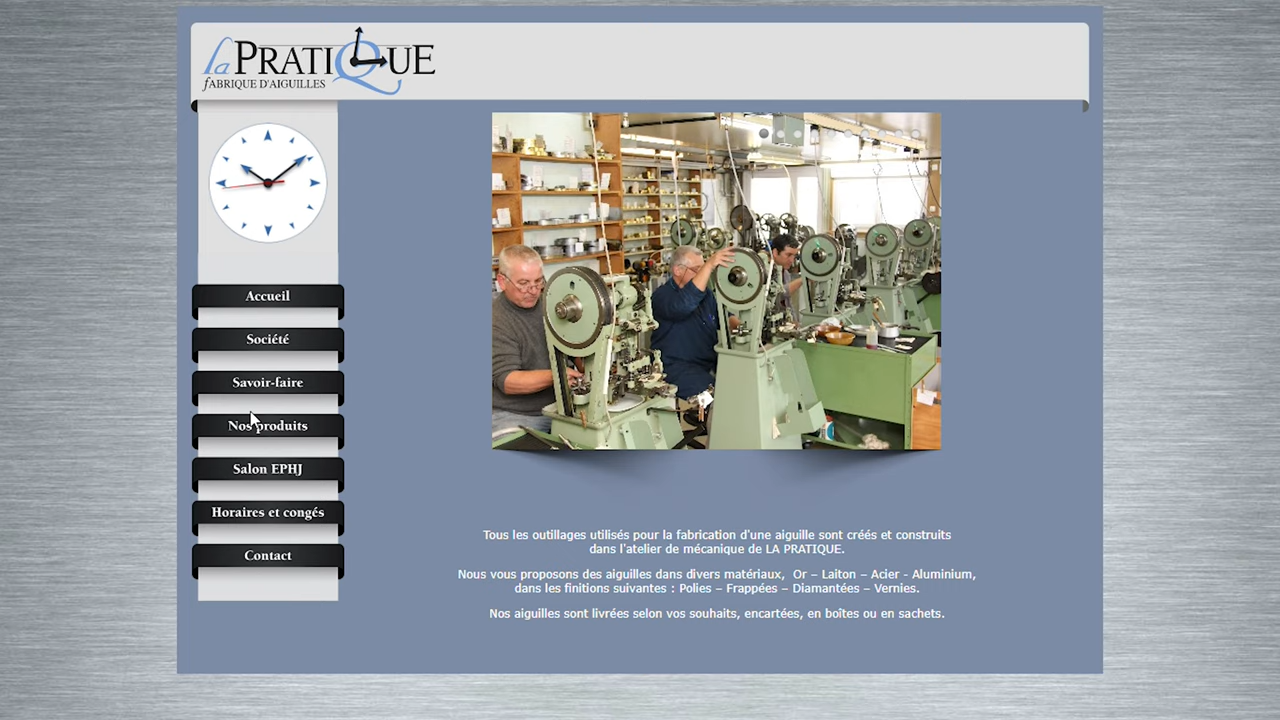 la PRATIQUE
FABRIQUE D'AIGUILLES
Accueil
Société
Savoir-faire
Nos produits
Salon EPHJ
Horaires et congés
Contact
Tous les outillages utilisés pour la fabrication d'une aiguille sont créés et construits
dans l'atelier de mécanique de LA PRATIQUE.
Nous vous proposons des aiguilles dans divers matériaux,  Or – Laiton – Acier - Aluminium,
dans les finitions suivantes : Polies – Frappées – Diamantées – Vernies.
Nos aiguilles sont livrées selon vos souhaits, encartées, en boîtes ou en sachets.